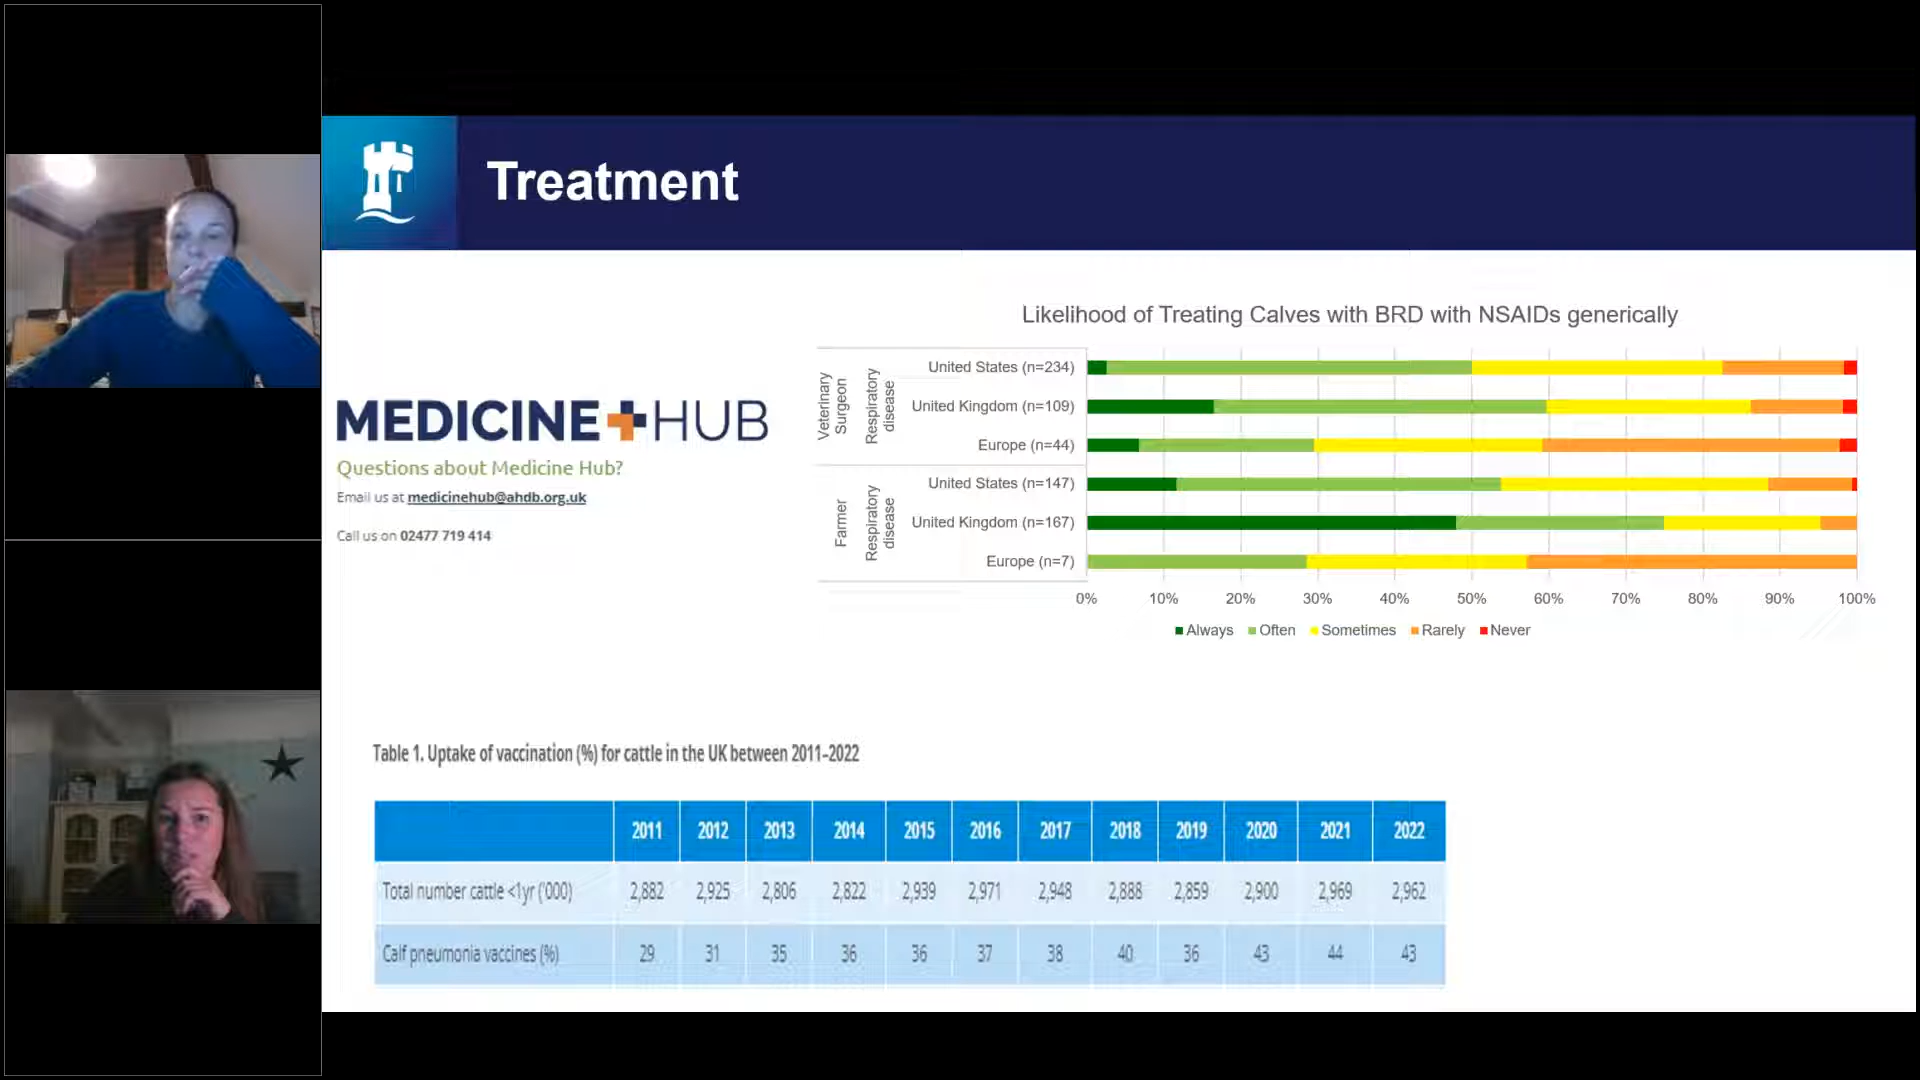 Treatment
MEDICINE HUB
Questions about Medicine Hub?
Email us at medicinehub@ahdb.org.uk
Call us on 02477 719 414
Likelihood of Treating Calves with BRD with NSAIDs generically
Veterinary
Surgeon
Respiratory
disease
United States (n=234)
United Kingdom (n=109)
Europe (n=44)
Farmer
Respiratory
disease
United States (n=147)
United Kingdom (n=167)
Europe (n=7)
0% 10% 20% 30% 40% 50% 60% 70% 80% 90% 100%
Always Often Sometimes Rarely Never
Table 1. Uptake of vaccination (%) for cattle in the UK between 2011–2022
2011 2012 2013 2014 2015 2016 2017 2018 2019 2020 2021 2022
Total number cattle <1yr ('000) 2,882 2,925 2,806 2,822 2,939 2,971 2,948 2,888 2,859 2,900 2,969 2,962
Calf pneumonia vaccines (%) 29 31 35 36 36 37 38 40 36 43 44 43